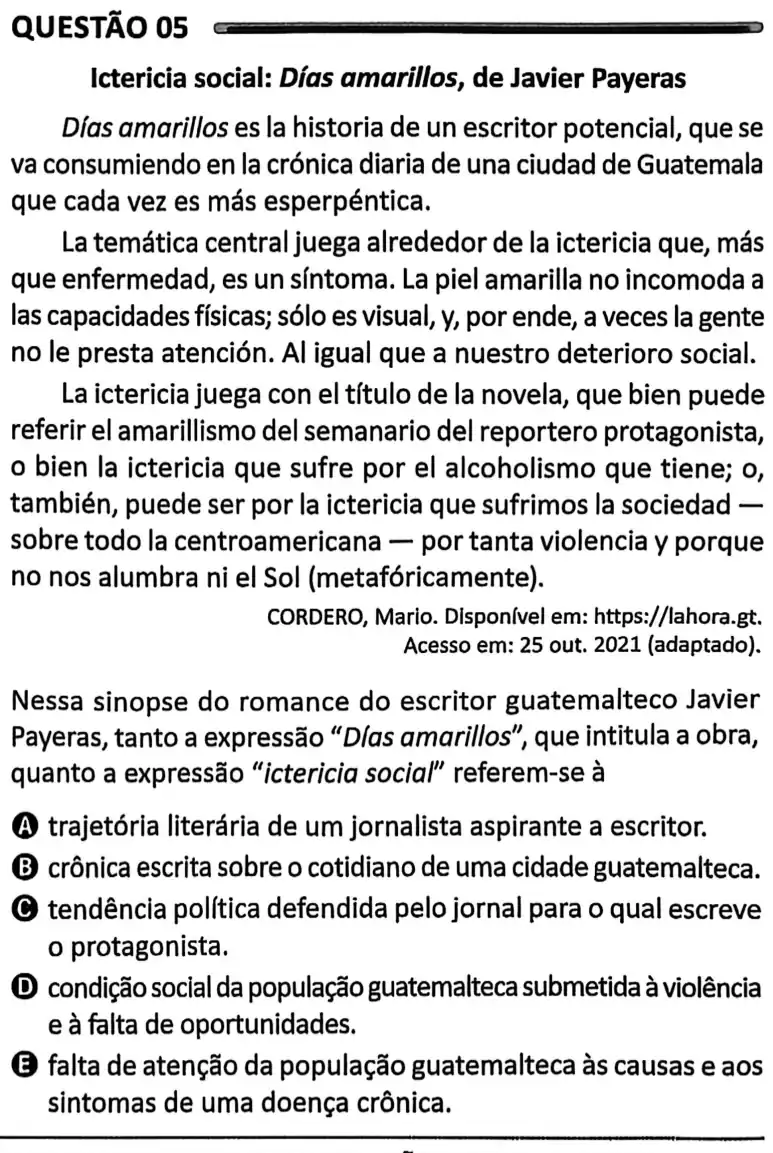 QUESTÃO 05
Ictericia social: Días amarillos, de Javier Payeras
Días amarillos es la historia de un escritor potencial, que se
va consumiendo en la crónica diaria de una ciudad de Guatemala
que cada vez es más esperpéntica.
La temática central juega alrededor de la ictericia que, más
que enfermedad, es un síntoma. La piel amarilla no incomoda a
las capacidades físicas; sólo es visual, y, por ende, a veces la gente
no le presta atención. Al igual que a nuestro deterioro social.
La ictericia juega con el título de la novela, que bien puede
referir el amarillismo del semanario del reportero protagonista,
o bien la ictericia que sufre por el alcoholismo que tiene; o,
también, puede ser por la ictericia que sufrimos la sociedad —
sobre todo la centroamericana — por tanta violencia y porque
no nos alumbra ni el Sol (metafóricamente).
CORDERO, Mario. Disponível em: https://lahora.gt.
Acesso em: 25 out. 2021 (adaptado).
Nessa sinopse do romance do escritor guatemalteco Javier
Payeras, tanto a expressão "Días amarillos", que intitula a obra,
quanto a expressão "ictericia social" referem-se à
A trajetória literária de um jornalista aspirante a escritor.
B crônica escrita sobre o cotidiano de uma cidade guatemalteca.
C tendência política defendida pelo jornal para o qual escreve
o protagonista.
D condição social da população guatemalteca submetida à violência
e à falta de oportunidades.
E falta de atenção da população guatemalteca às causas e aos
sintomas de uma doença crônica.